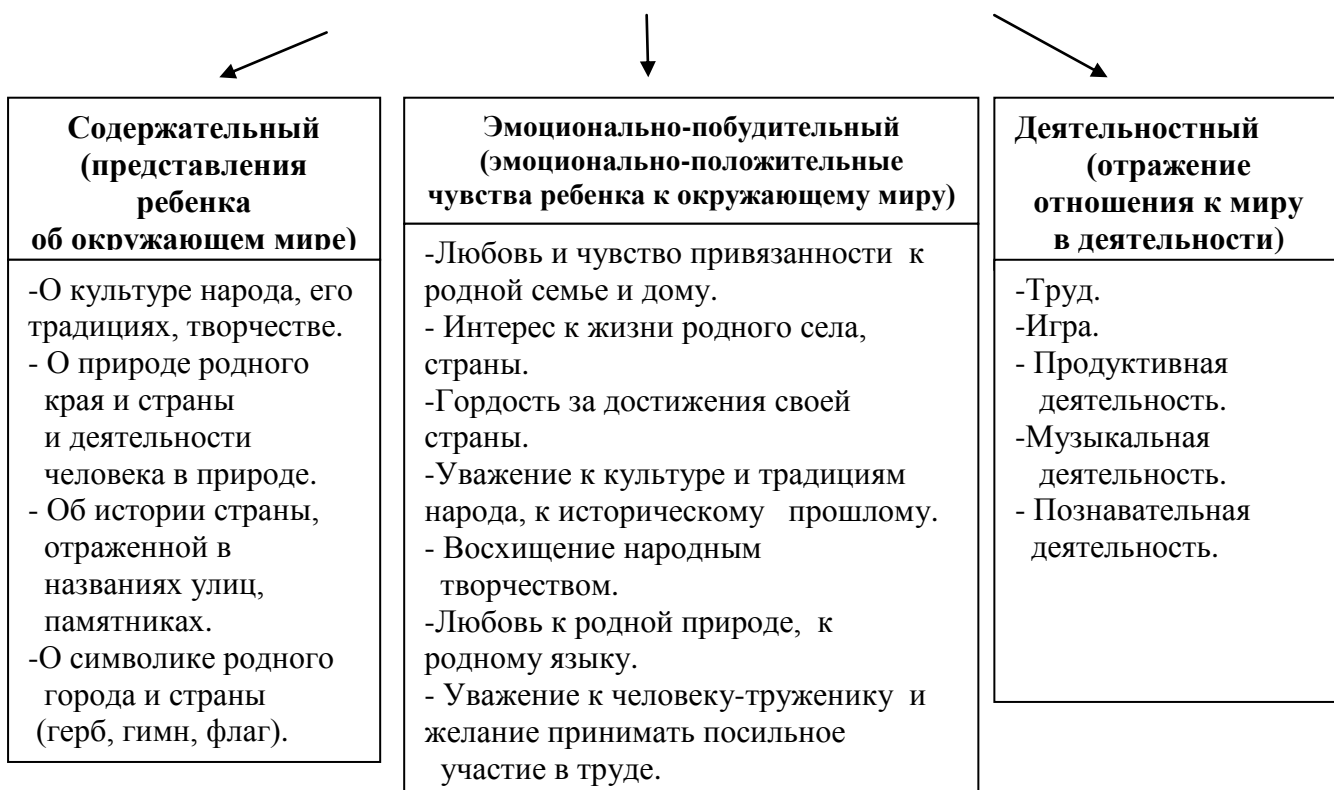 Содержательный
(представления
ребенка
об окружающем мире)
-О культуре народа, его
традициях, творчестве.
- О природе родного
края и страны
и деятельности
человека в природе.
- Об истории страны,
отраженной в
названиях улиц,
памятниках.
-О символике родного
города и страны
(герб, гимн, флаг).
Эмоционально-побудительный
(эмоционально-положительные
чувства ребенка к окружающему миру)
-Любовь и чувство привязанности к
родной семье и дому.
- Интерес к жизни родного села,
страны.
-Гордость за достижения своей
страны.
-Уважение к культуре и традициям
народа, к историческому прошлому.
- Восхищение народным
творчеством.
-Любовь к родной природе, к
родному языку.
- Уважение к человеку-труженику и
желание принимать посильное
участие в труде.
Деятельностный
(отражение
отношения к миру
в деятельности)
-Труд.
-Игра.
- Продуктивная
деятельность.
-Музыкальная
деятельность.
- Познавательная
деятельность.